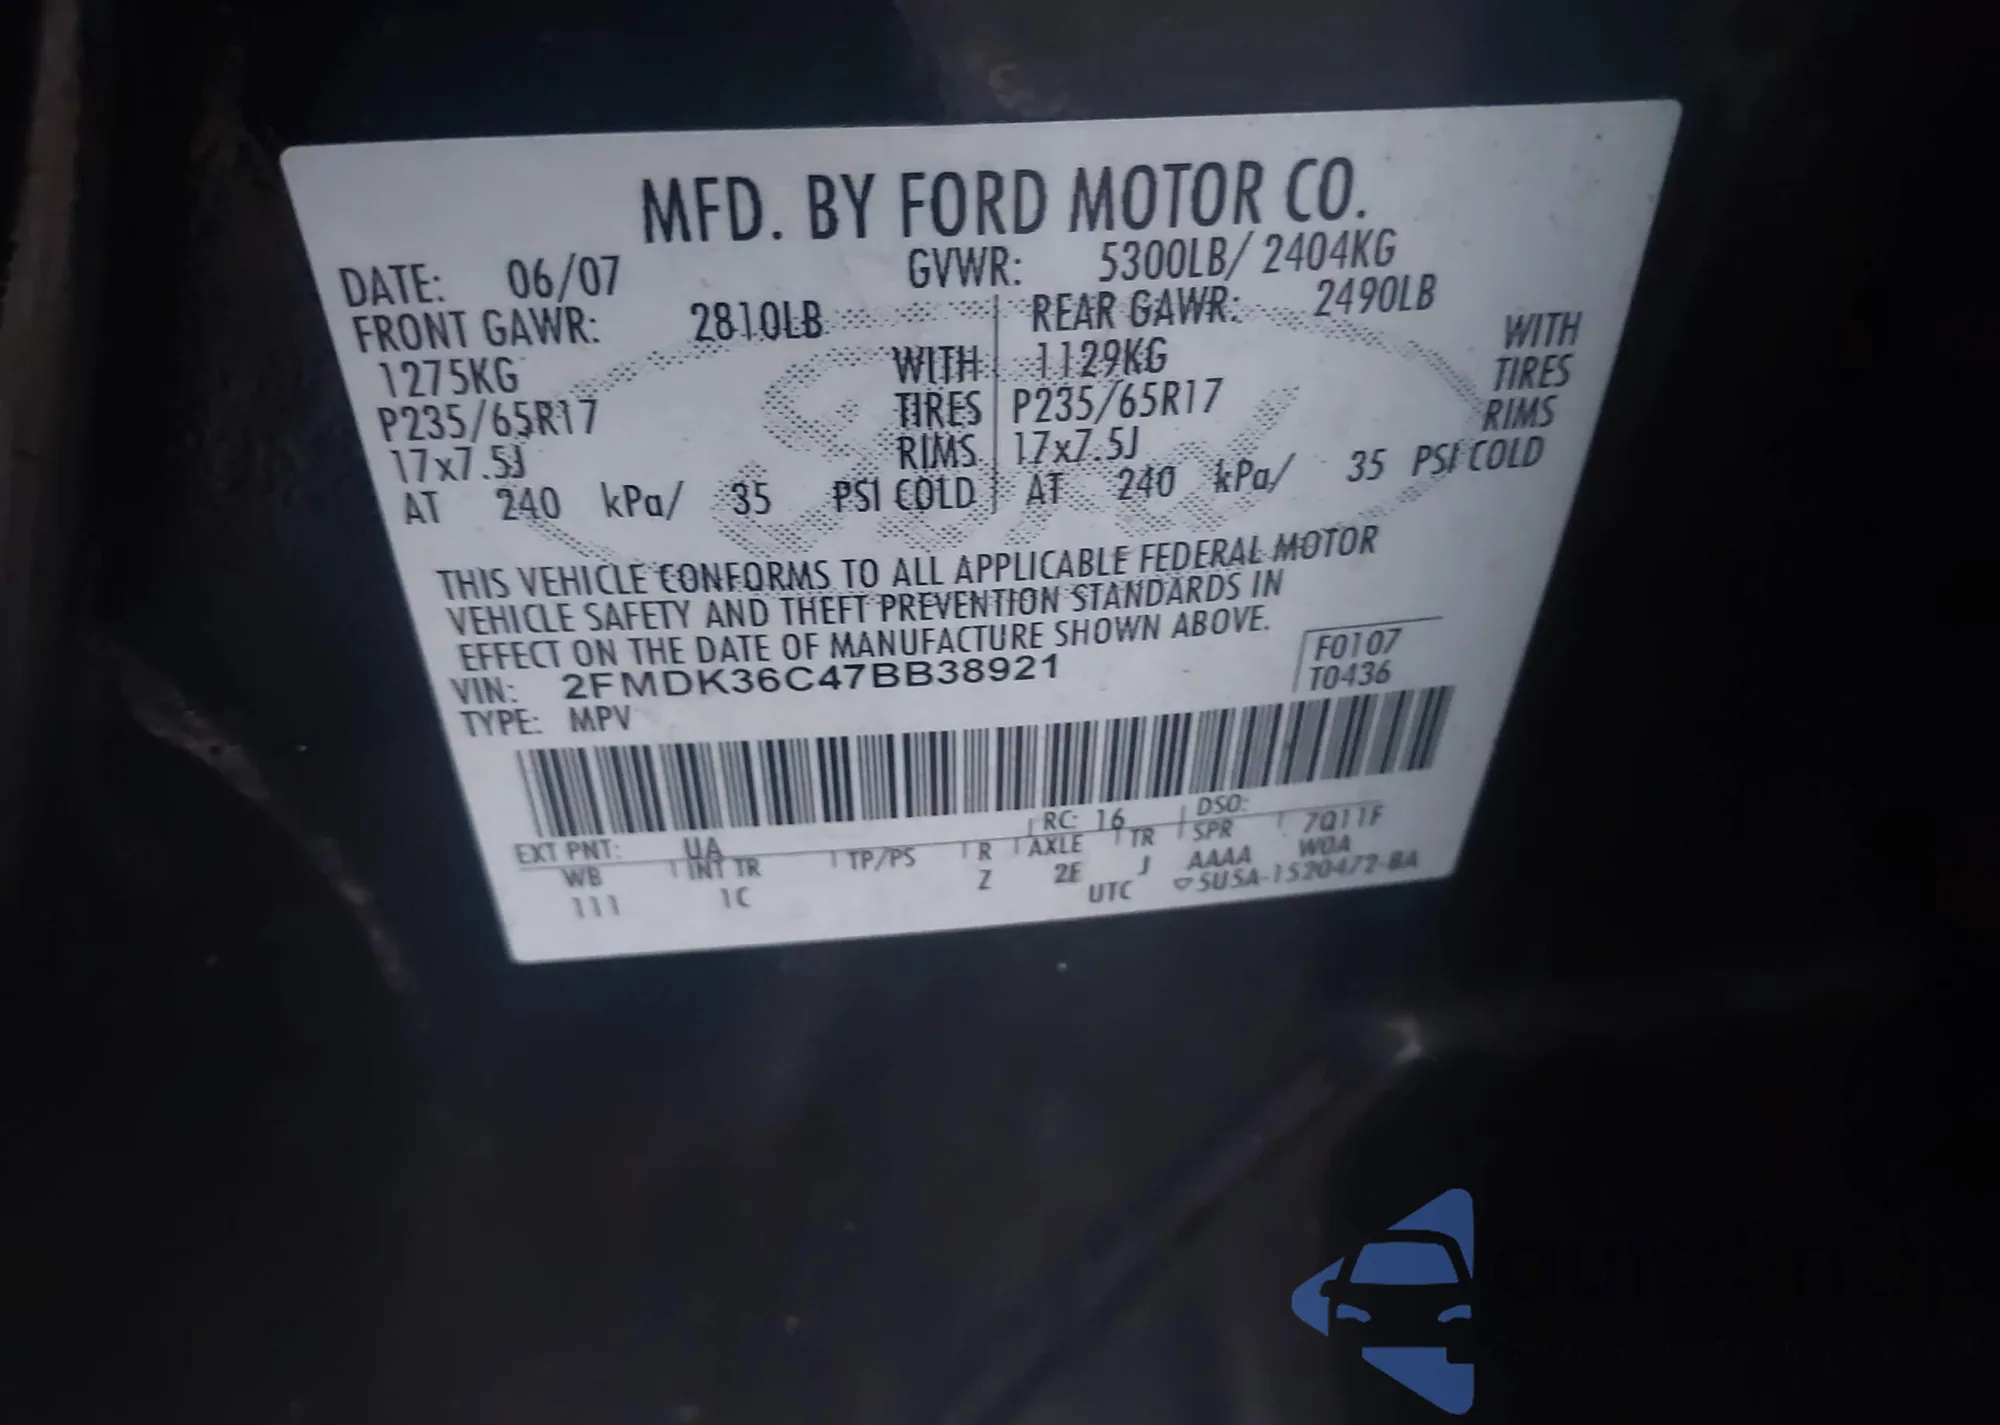 MFD. BY FORD MOTOR CO.
DATE: 06/07 GVWR: 5300LB/ 2404KG
FRONT GAWR: 2810LB REAR GAWR: 2490LB
1275KG WITH 1129KG WITH
P235/65R17 TIRES P235/65R17 TIRES
17x7.5J RIMS 17x7.5J RIMS
AT 240 kPa/ 35 PSI COLD AT 240 kPa/ 35 PSI COLD
THIS VEHICLE CONFORMS TO ALL APPLICABLE FEDERAL MOTOR
VEHICLE SAFETY AND THEFT PREVENTION STANDARDS IN
EFFECT ON THE DATE OF MANUFACTURE SHOWN ABOVE.
F0107
VIN: 2FMDK36C47BB38921
T0436
TYPE: MPV
EXT PNT: UA RC: 16 DSO: 7Q11F
WB INT TR TP/PS R AXLE TR SPR W0A
111 1C Z 2E J AAAA
UTC ▽5U5A-1520472-BA